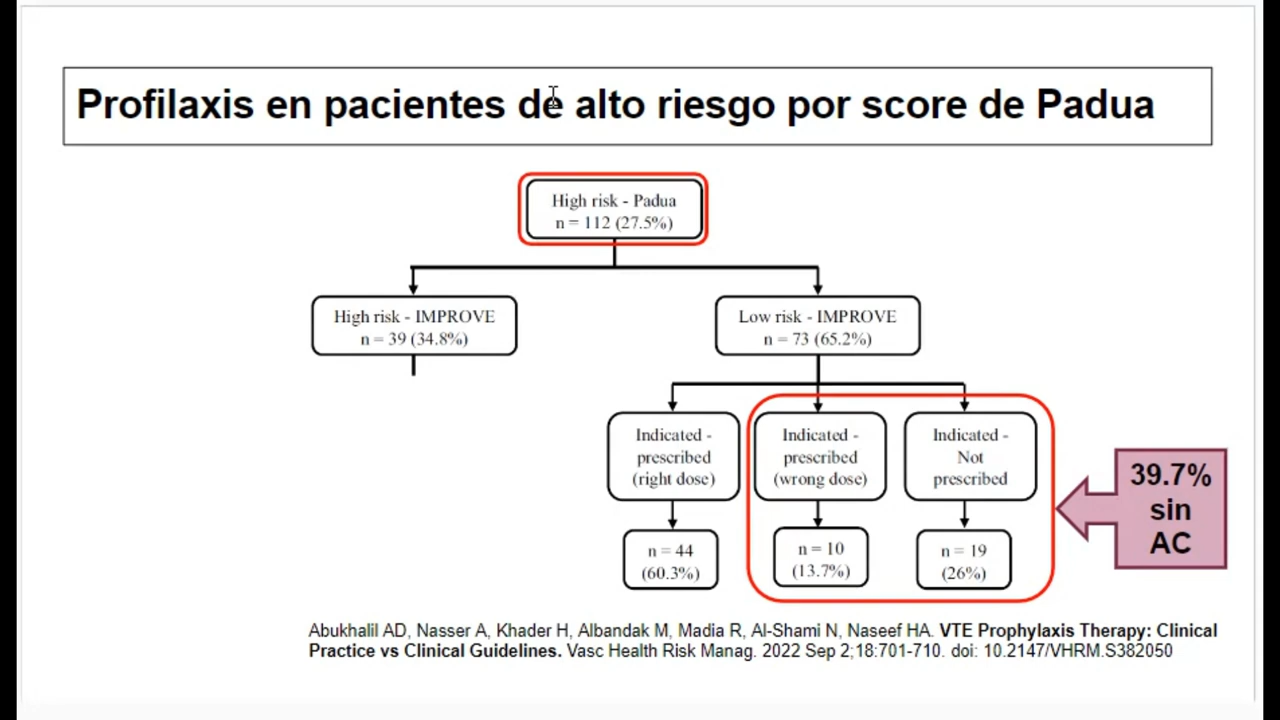 Profilaxis en pacientes de alto riesgo por score de Padua
High risk - Padua
n = 112 (27.5%)
High risk - IMPROVE
n = 39 (34.8%)
Low risk - IMPROVE
n = 73 (65.2%)
Indicated -
prescribed
(right dose)
Indicated -
prescribed
(wrong dose)
Indicated -
Not
prescribed
39.7%
sin
AC
n = 44
(60.3%)
n = 10
(13.7%)
n = 19
(26%)
Abukhalil AD, Nasser A, Khader H, Albandak M, Madia R, Al-Shami N, Naseef HA. VTE Prophylaxis Therapy: Clinical
Practice vs Clinical Guidelines. Vasc Health Risk Manag. 2022 Sep 2;18:701-710. doi: 10.2147/VHRM.S382050